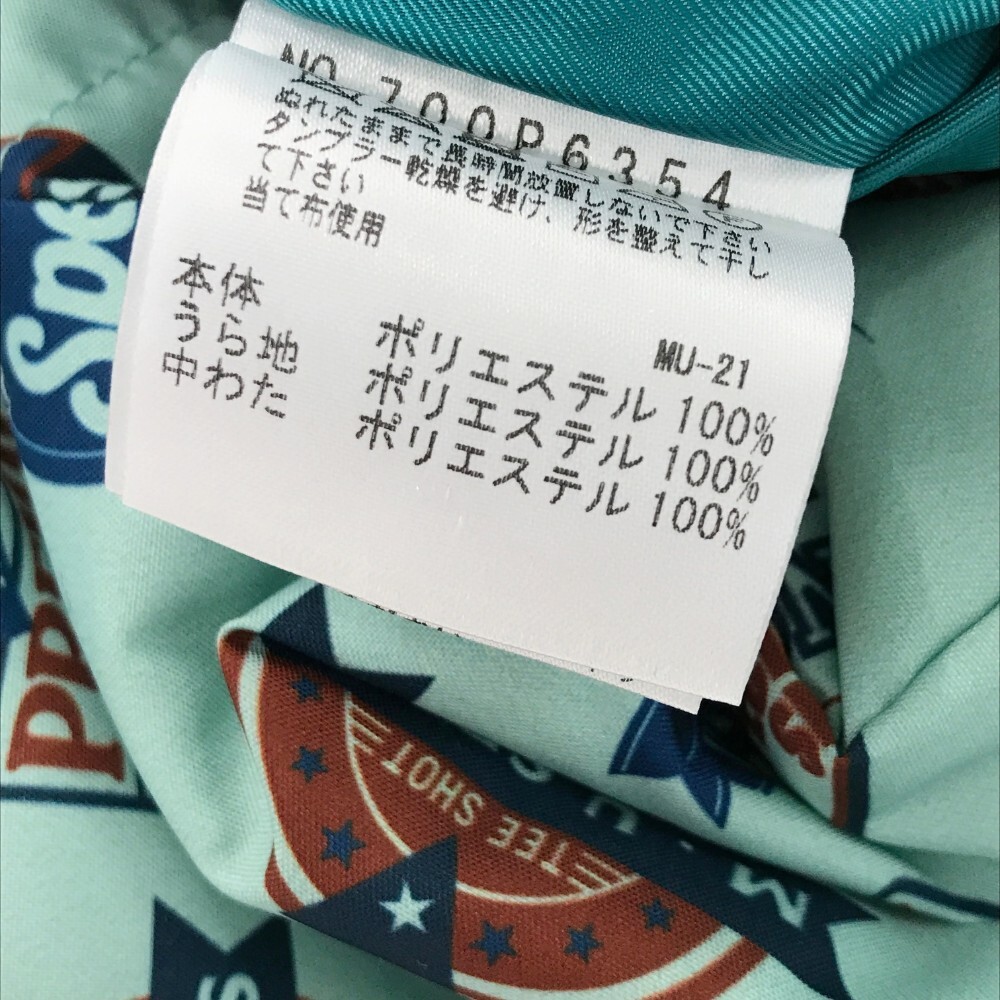 NO.700P6354
ぬれたままで長時間放置しないで下さい
タンブラー乾燥を避け、形を整えて干し
て下さい
当て布使用
MU-21
本体 ポリエステル 100%
うら地 ポリエステル 100%
中わた ポリエステル 100%
TEE SHOT